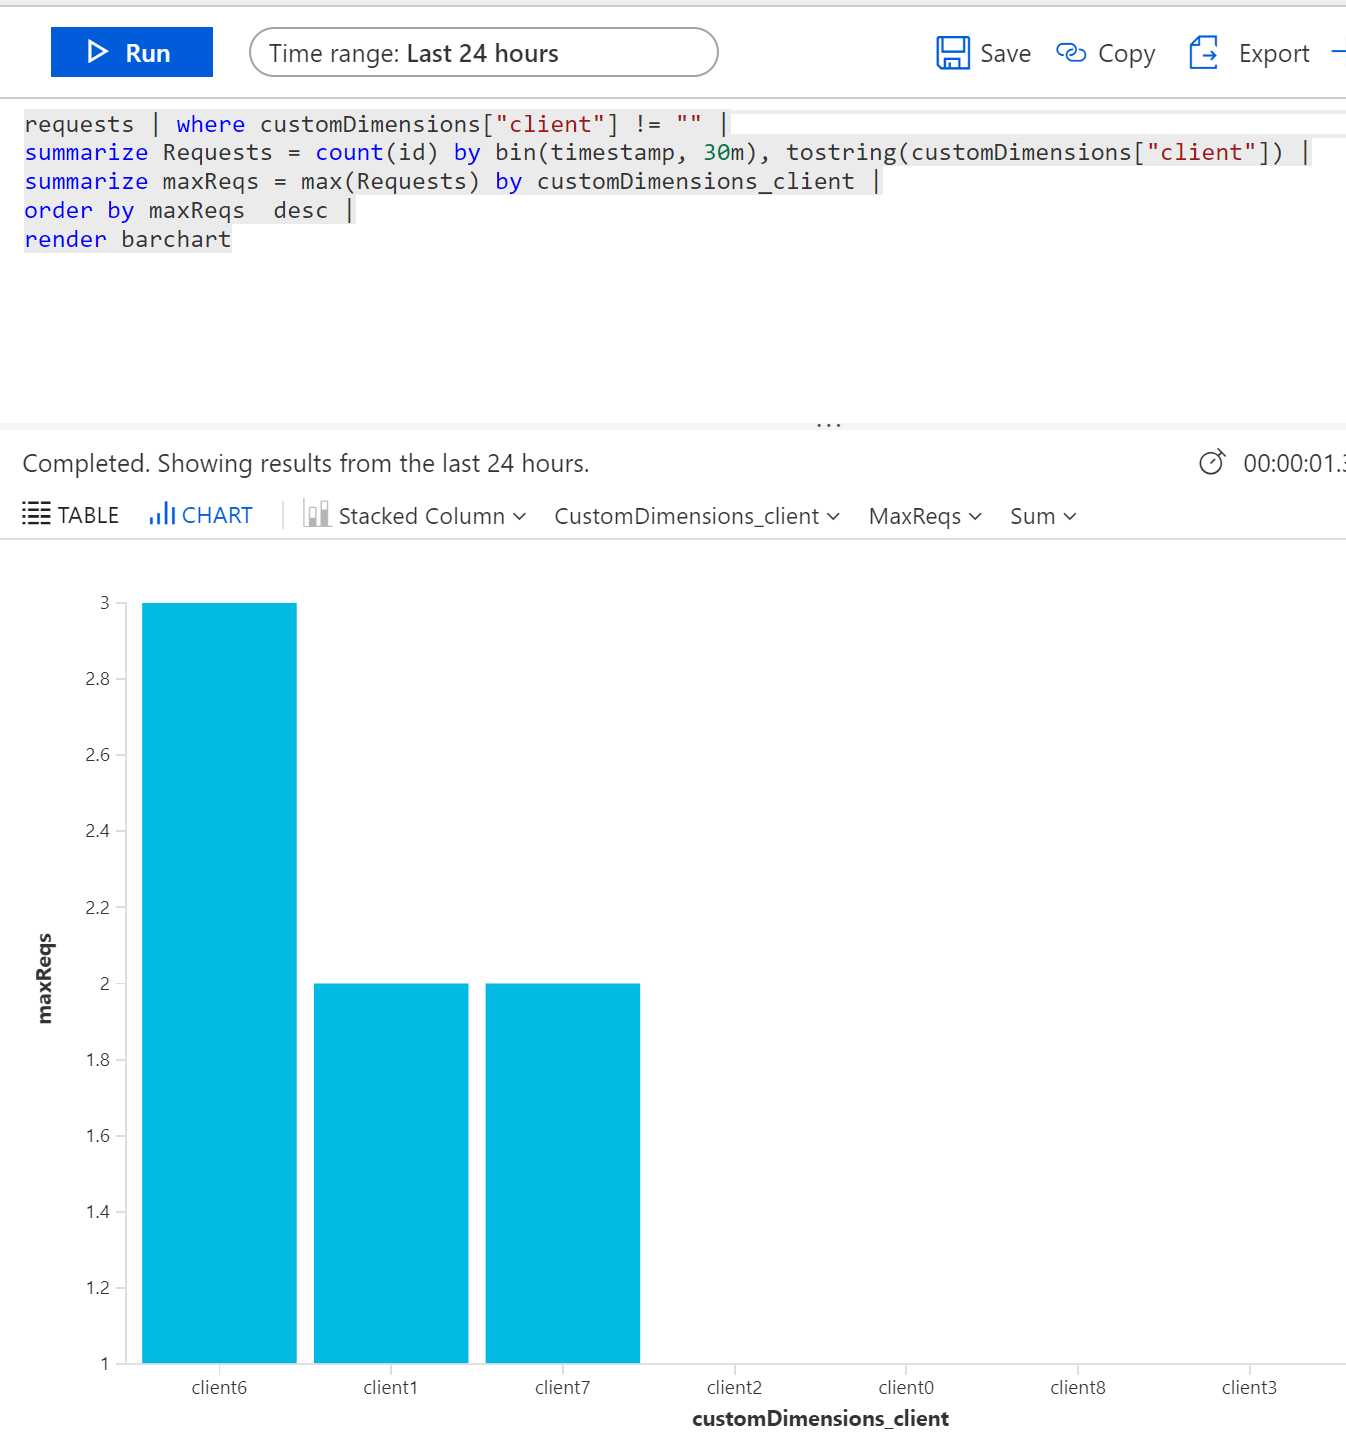 Run Time range: Last 24 hours Save Copy Export
requests | where customDimensions["client"] != "" |
summarize Requests = count(id) by bin(timestamp, 30m), tostring(customDimensions["client"]) |
summarize maxReqs = max(Requests) by customDimensions_client |
order by maxReqs  desc |
render barchart
...
Completed. Showing results from the last 24 hours. 00:00:01.3
TABLE CHART Stacked Column CustomDimensions_client MaxReqs Sum
3
2.8
2.6
2.4
2.2
2
1.8
1.6
1.4
1.2
1
maxReqs
client6 client1 client7 client2 client0 client8 client3
customDimensions_client